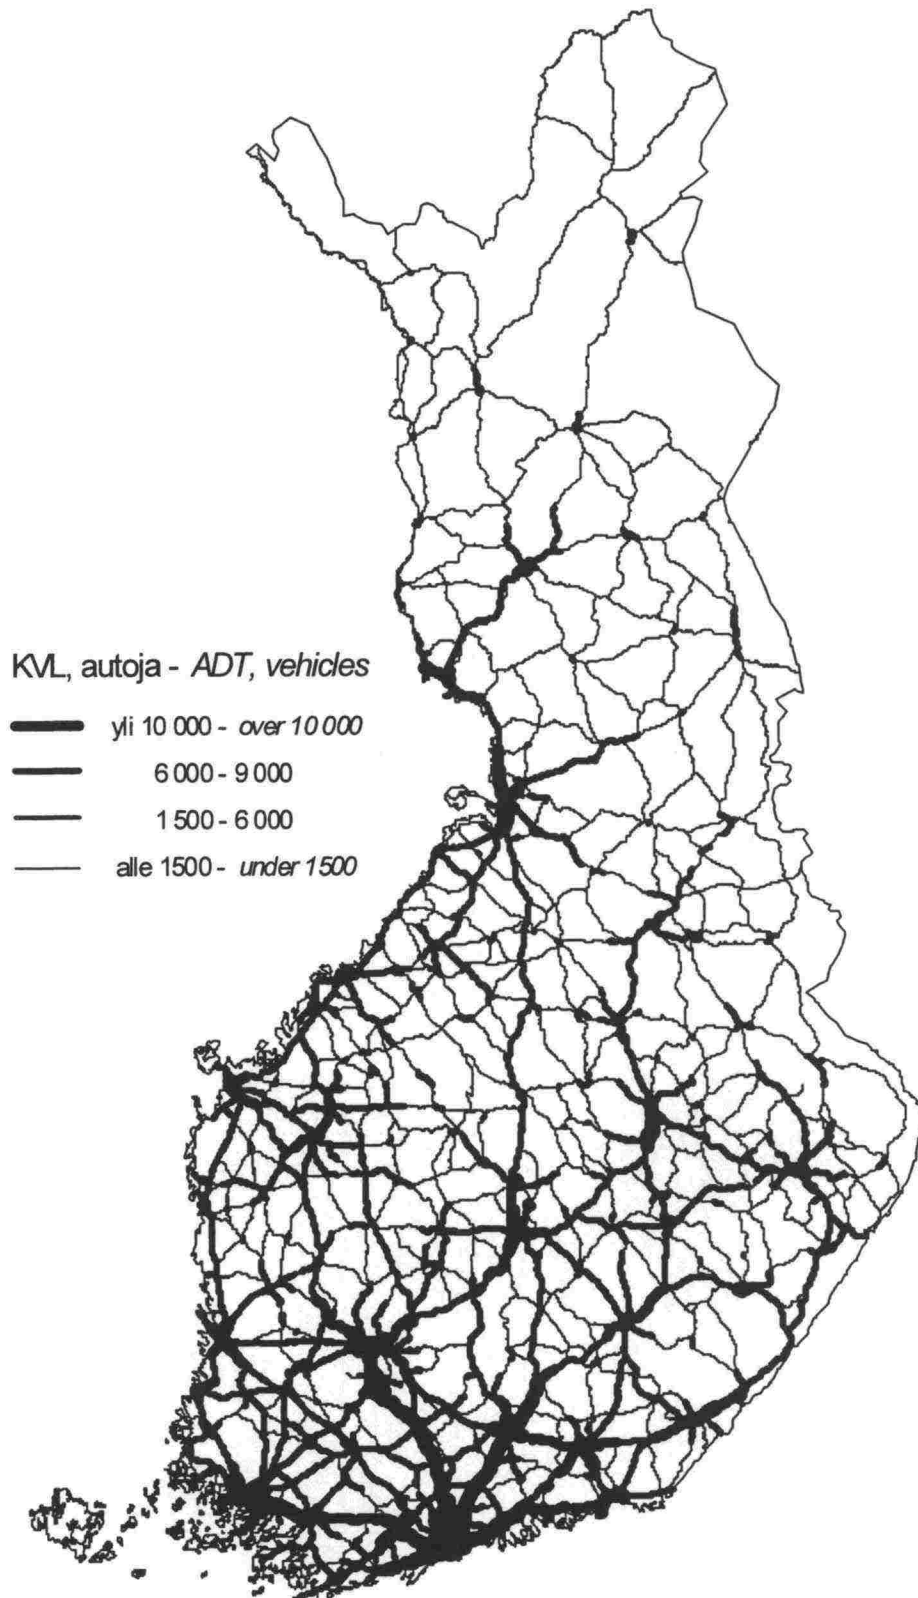 KVL, autoja - ADT, vehicles
yli 10 000 - over 10 000
6 000 - 9 000
1 500 - 6 000
alle 1500 - under 1500